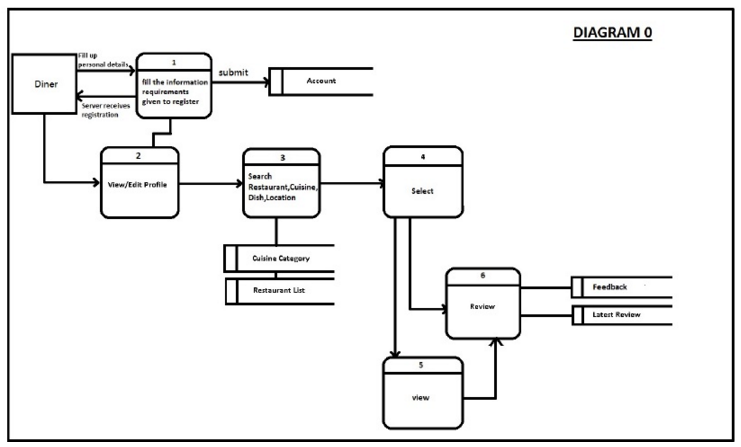 DIAGRAM 0
Fill up
personal details
Diner
Server receives
registration
1
fill the information
requirements
given to register
submit
Account
2
View/Edit Profile
3
Search
Restaurant,Cuisine,
Dish,Location
4
Select
Cuisine Category
Restaurant List
6
Review
Feedback
Latest Review
5
view